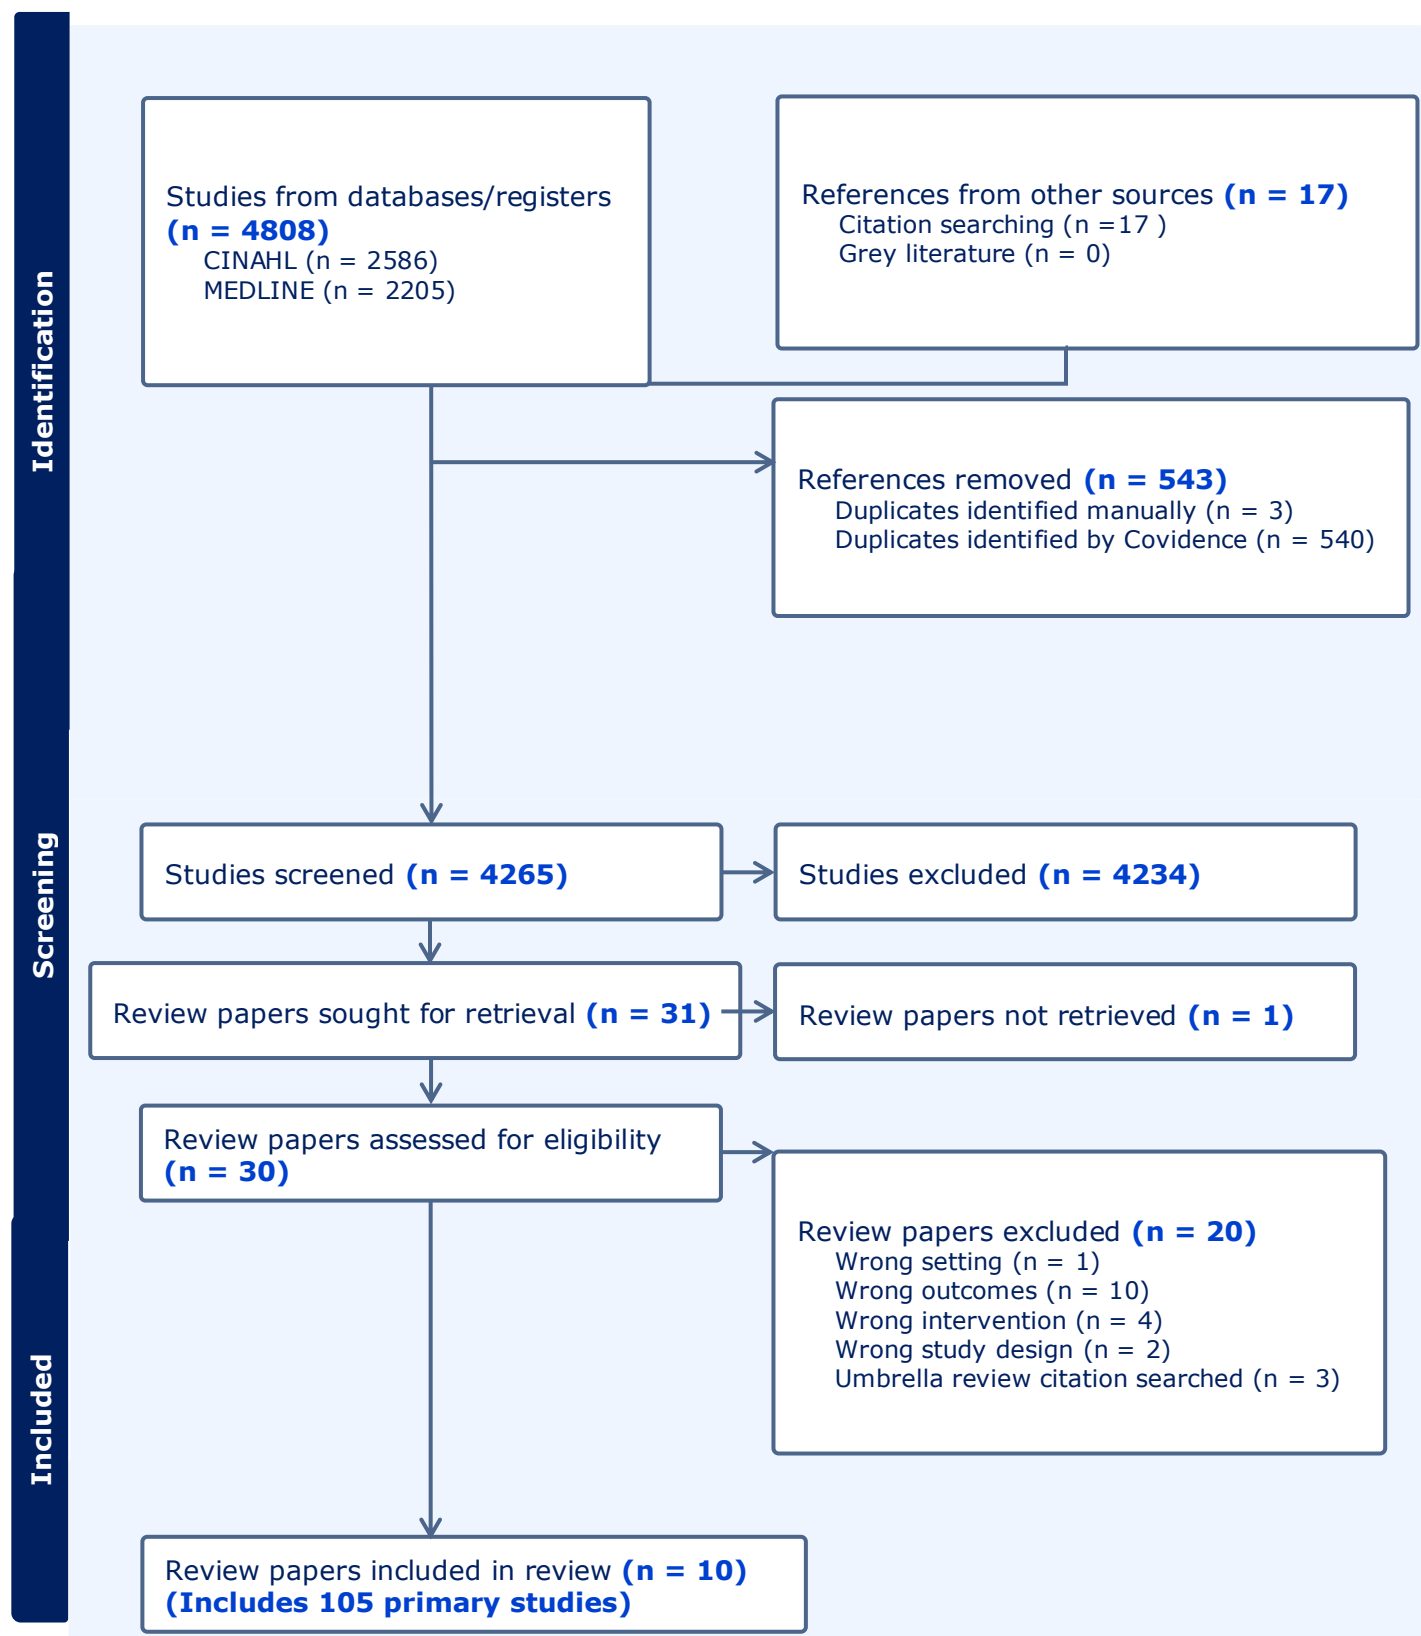 Identification
Studies from databases/registers
(n = 4808)
CINAHL (n = 2586)
MEDLINE (n = 2205)
References from other sources (n = 17)
Citation searching (n =17 )
Grey literature (n = 0)
References removed (n = 543)
Duplicates identified manually (n = 3)
Duplicates identified by Covidence (n = 540)
Screening
Studies screened (n = 4265)
Studies excluded (n = 4234)
Review papers sought for retrieval (n = 31)
Review papers not retrieved (n = 1)
Review papers assessed for eligibility
(n = 30)
Review papers excluded (n = 20)
Wrong setting (n = 1)
Wrong outcomes (n = 10)
Wrong intervention (n = 4)
Wrong study design (n = 2)
Umbrella review citation searched (n = 3)
Included
Review papers included in review (n = 10)
(Includes 105 primary studies)